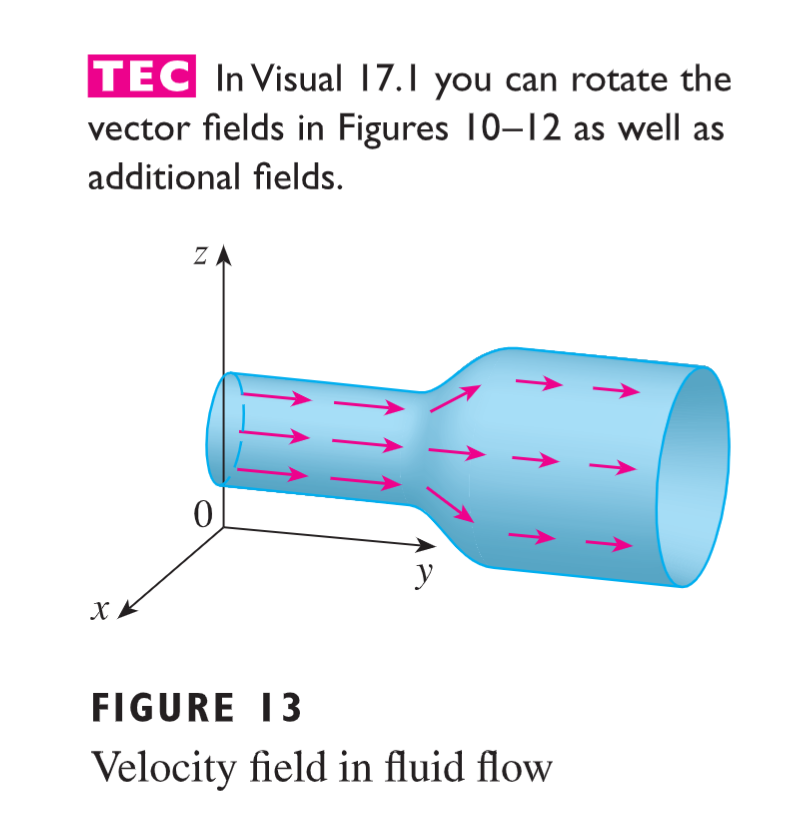 TEC In Visual 17.1 you can rotate the
vector fields in Figures 10–12 as well as
additional fields.
z
0
y
x
FIGURE 13
Velocity field in fluid flow